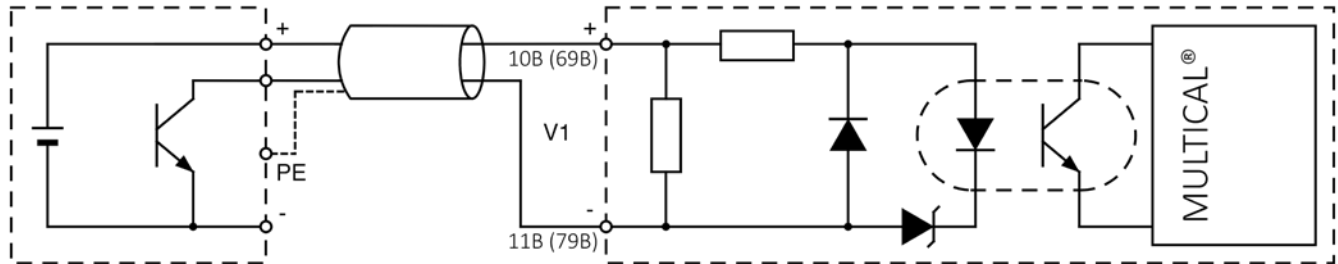 +
PE
-
+
10B (69B)
V1
-
11B (79B)
MULTICAL®